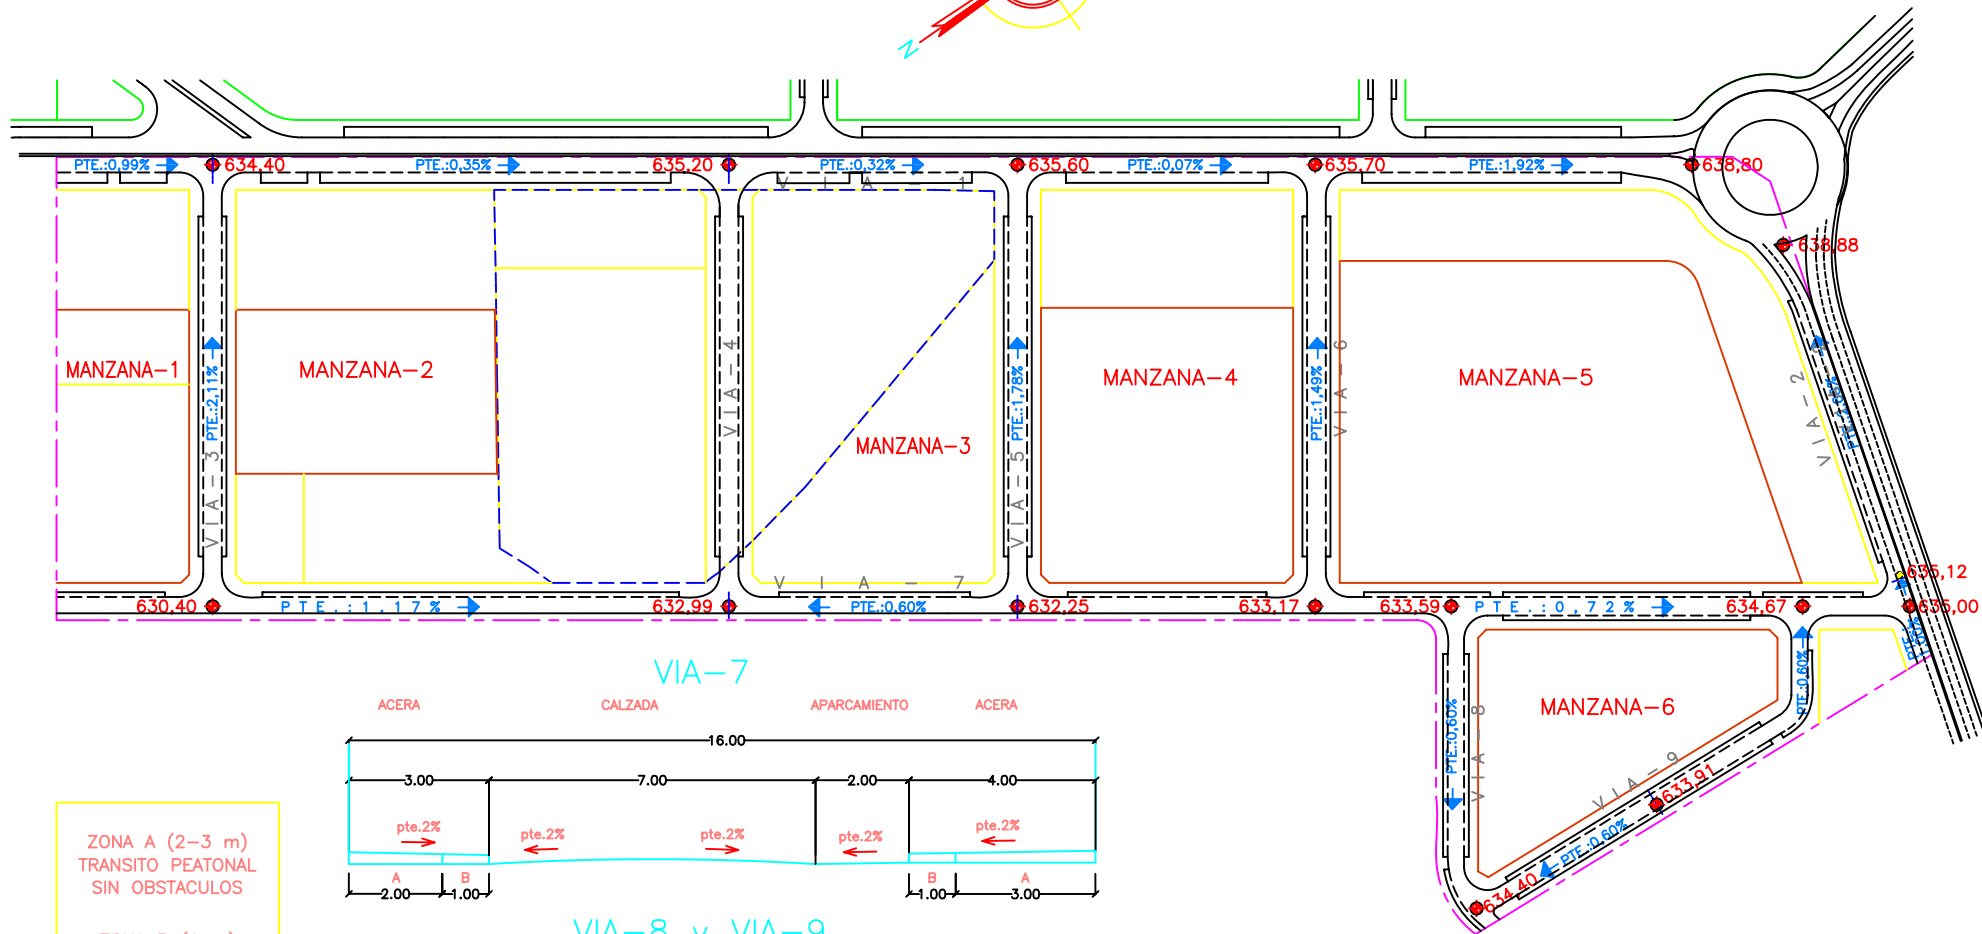 N
PTE.:0,99%
634,40
PTE.:0,35%
635,20
PTE.:0,32%
635,60
PTE.:0,07%
635,70
PTE.:1,92%
638,80
VIA-1
638,88
MANZANA-1
PTE.:2,11%
VIA-3
MANZANA-2
VIA-4
MANZANA-3
PTE.:1,78%
VIA-5
MANZANA-4
PTE.:1,49%
VIA-6
MANZANA-5
VIA-2
VIA-7
635,12
630,40
PTE.:1,17%
632,99
PTE.:0,60%
632,25
633,17
633,59
PTE.:0,72%
634,67
635,00
VIA-7
ACERA CALZADA APARCAMIENTO ACERA
16.00
3.00 7.00 2.00 4.00
pte.2% pte.2% pte.2% pte.2% pte.2%
A B B A
2.00 1.00 1.00 3.00
VIA-8 y VIA-9
ZONA A (2-3 m)
TRANSITO PEATONAL
SIN OBSTACULOS
PTE.:0,60%
VIA-8
MANZANA-6
PTE.:0,60%
VIA-9
633,91
PTE.:0,60%
634,40